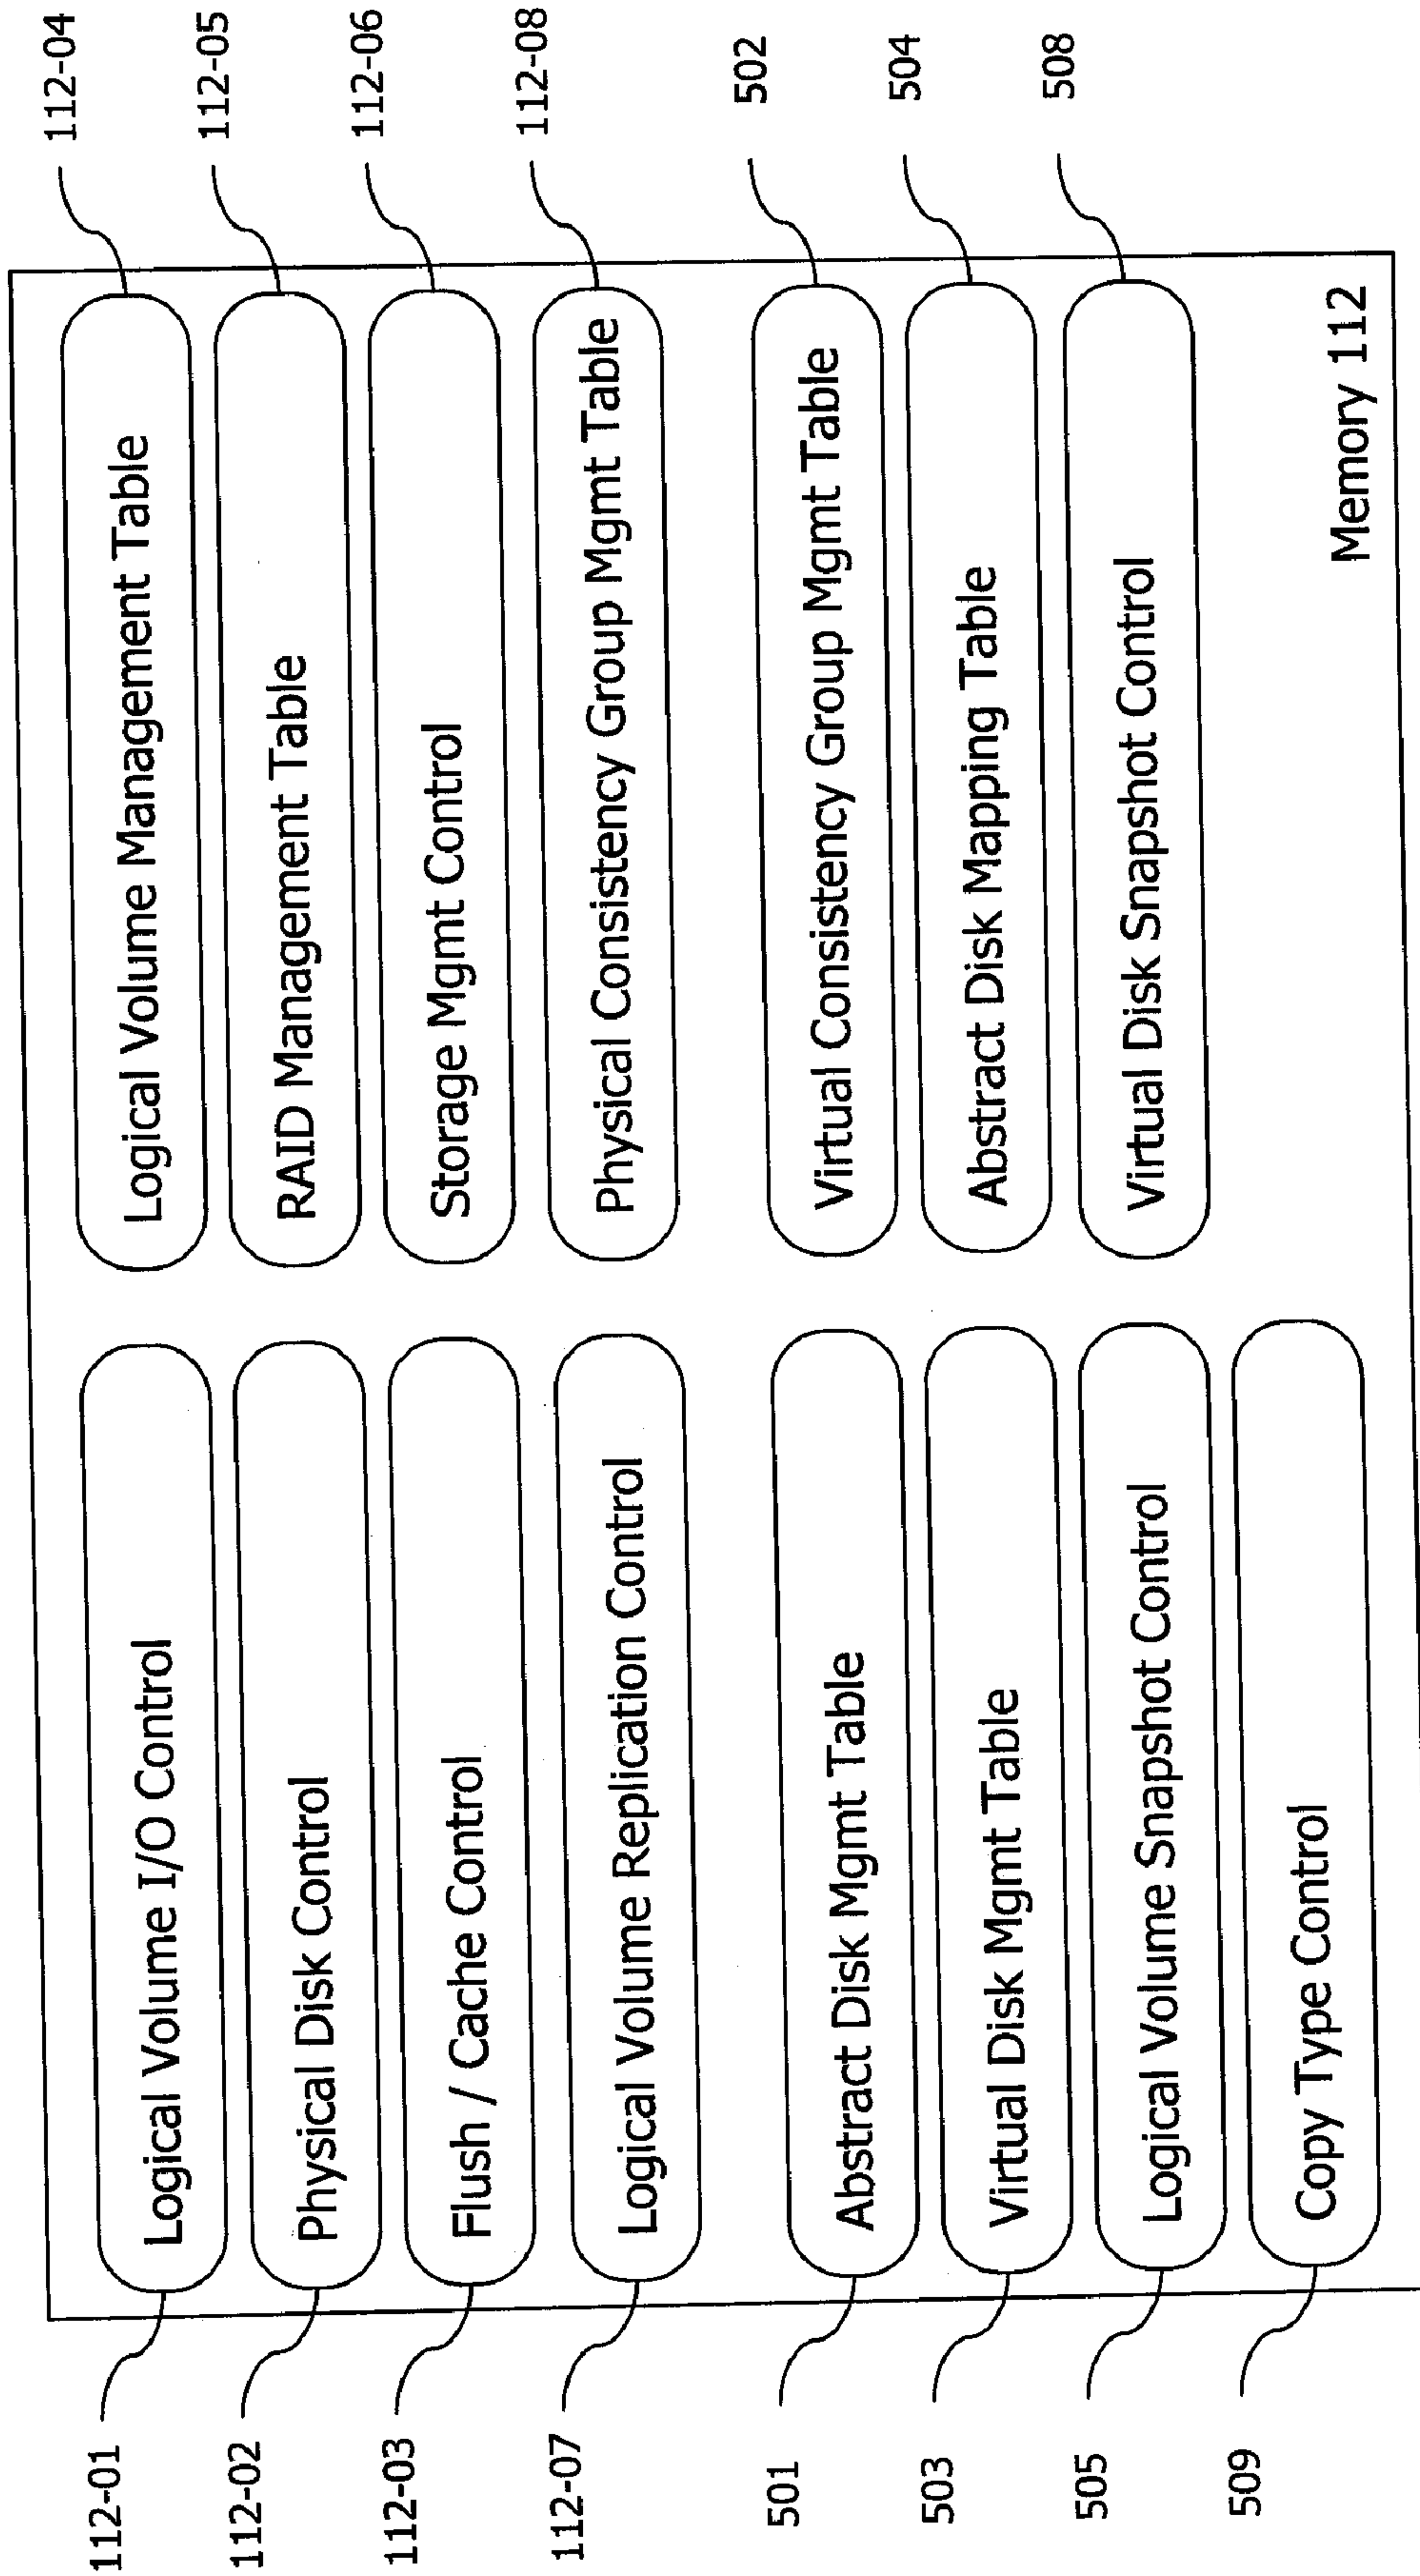 112-01
Logical Volume I/O Control
Logical Volume Management Table
112-04
112-02
Physical Disk Control
RAID Management Table
112-05
112-03
Flush / Cache Control
Storage Mgmt Control
112-06
112-07
Logical Volume Replication Control
Physical Consistency Group Mgmt Table
112-08
501
Abstract Disk Mgmt Table
Virtual Consistency Group Mgmt Table
502
503
Virtual Disk Mgmt Table
Abstract Disk Mapping Table
504
505
Logical Volume Snapshot Control
Virtual Disk Snapshot Control
508
509
Copy Type Control
Memory 112